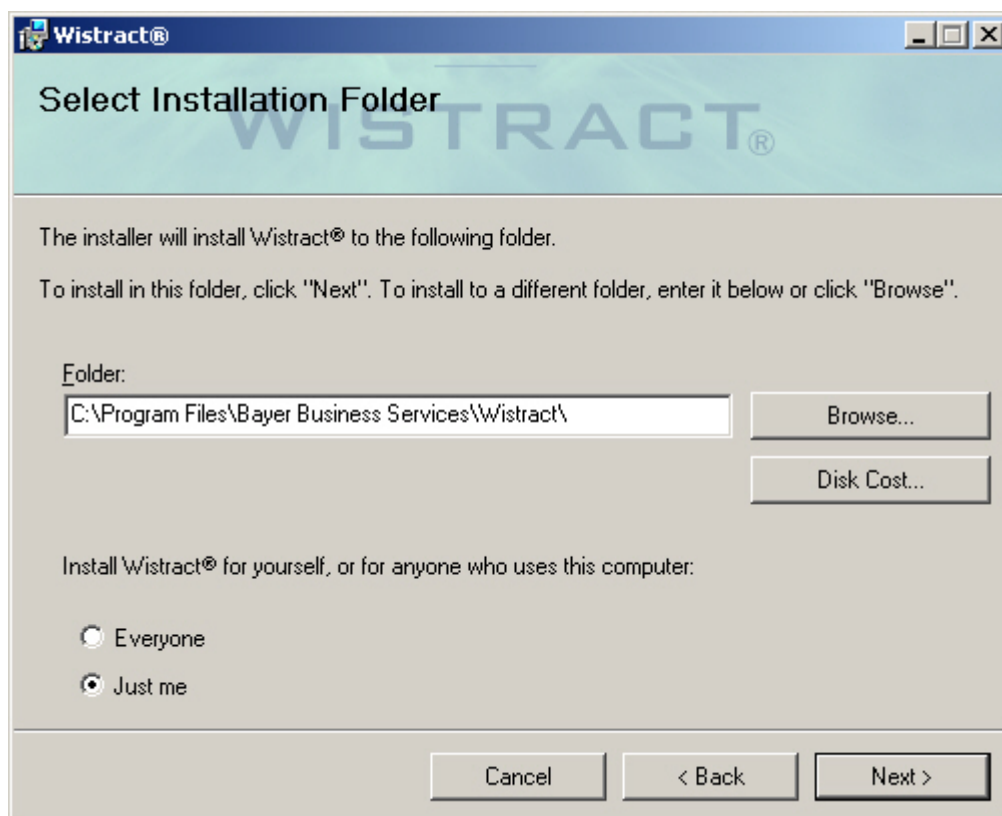 Wistract®
Select Installation Folder
WISTRACT®
The installer will install Wistract® to the following folder.
To install in this folder, click "Next". To install to a different folder, enter it below or click "Browse".
Folder:
C:\Program Files\Bayer Business Services\Wistract\
Browse...
Disk Cost...
Install Wistract® for yourself, or for anyone who uses this computer:
Everyone
Just me
Cancel
< Back
Next >